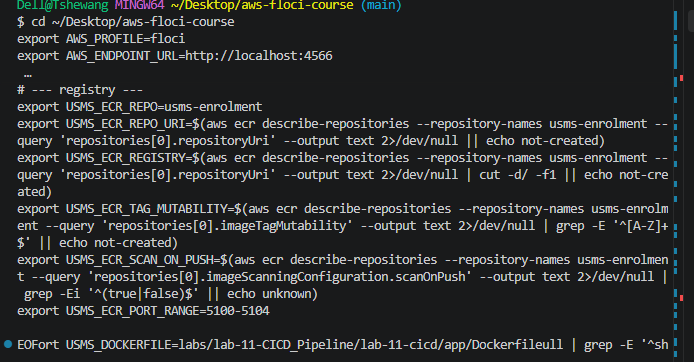 Dell@Tshewang MINGW64 ~/Desktop/aws-floci-course (main)
$ cd ~/Desktop/aws-floci-course
export AWS_PROFILE=floci
export AWS_ENDPOINT_URL=http://localhost:4566
 …
# --- registry ---
export USMS_ECR_REPO=usms-enrolment
export USMS_ECR_REPO_URI=$(aws ecr describe-repositories --repository-names usms-enrolment --
query 'repositories[0].repositoryUri' --output text 2>/dev/null || echo not-created)
export USMS_ECR_REGISTRY=$(aws ecr describe-repositories --repository-names usms-enrolment --
query 'repositories[0].repositoryUri' --output text 2>/dev/null | cut -d/ -f1 || echo not-cre
ated)
export USMS_ECR_TAG_MUTABILITY=$(aws ecr describe-repositories --repository-names usms-enrolm
ent --query 'repositories[0].imageTagMutability' --output text 2>/dev/null | grep -E '^[A-Z]+
$' || echo not-created)
export USMS_ECR_SCAN_ON_PUSH=$(aws ecr describe-repositories --repository-names usms-enrolmen
t --query 'repositories[0].imageScanningConfiguration.scanOnPush' --output text 2>/dev/null |
 grep -Ei '^(true|false)$' || echo unknown)
export USMS_ECR_PORT_RANGE=5100-5104

EOFort USMS_DOCKERFILE=labs/lab-11-CICD_Pipeline/lab-11-cicd/app/Dockerfileull | grep -E '^sh